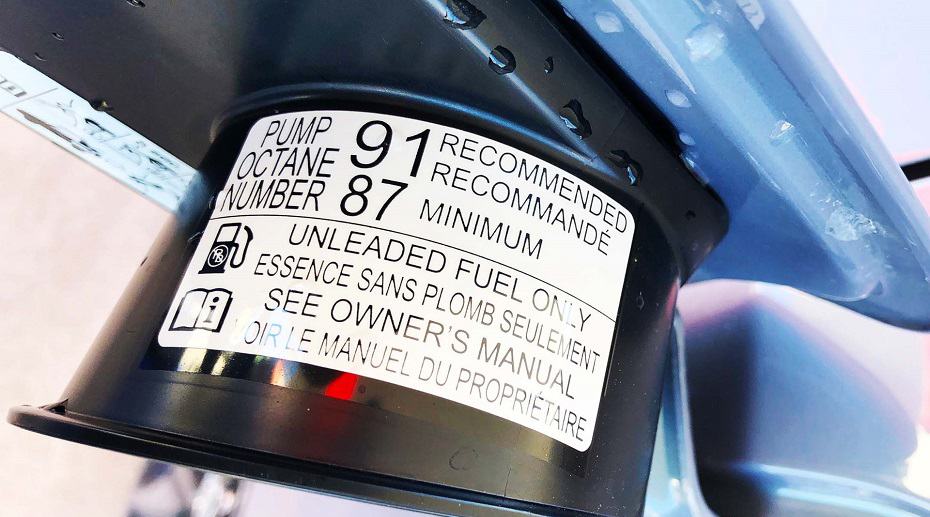 PUMP
OCTANE
NUMBER
91 RECOMMENDED
RECOMMANDÉ
87 MINIMUM
UNLEADED FUEL ONLY
ESSENCE SANS PLOMB SEULEMENT
SEE OWNER'S MANUAL
VOIR LE MANUEL DU PROPRIÉTAIRE